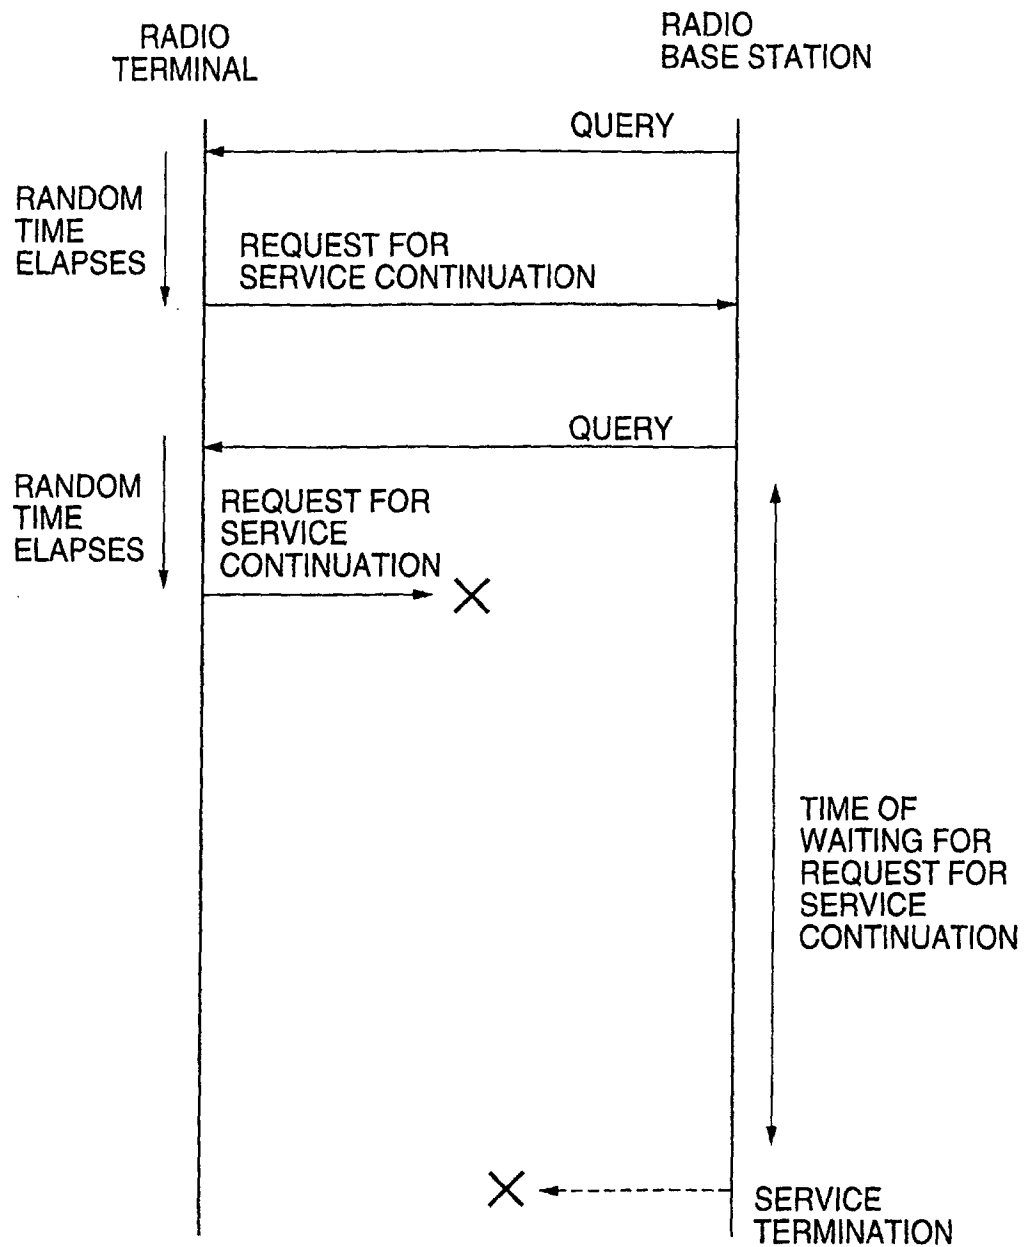 RADIO
TERMINAL
RADIO
BASE STATION
QUERY
RANDOM
TIME
ELAPSES
REQUEST FOR
SERVICE CONTINUATION
QUERY
RANDOM
TIME
ELAPSES
REQUEST FOR
SERVICE
CONTINUATION
TIME OF
WAITING FOR
REQUEST FOR
SERVICE
CONTINUATION
SERVICE
TERMINATION